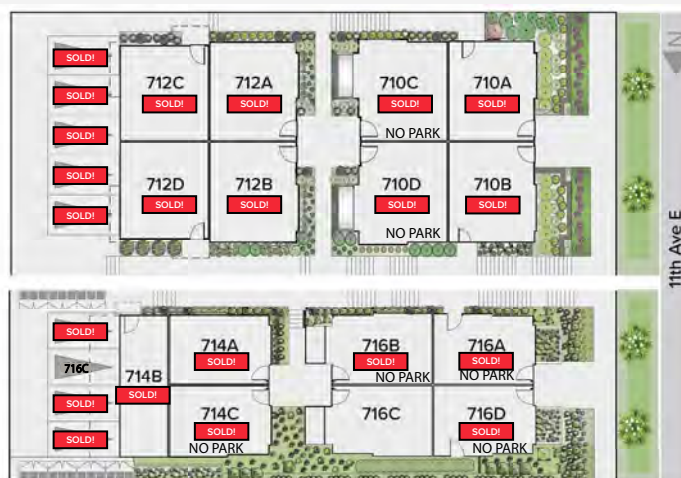 SOLD!
712C
SOLD!
712A
SOLD!
710C
SOLD!
NO PARK
710A
SOLD!
SOLD!
SOLD!
SOLD!
712D
SOLD!
712B
SOLD!
710D
SOLD!
NO PARK
710B
SOLD!
SOLD!
N
11th Ave E
SOLD!
714A
SOLD!
716B
SOLD!
NO PARK
716A
SOLD!
NO PARK
716C
714B
SOLD!
SOLD!
714C
SOLD!
NO PARK
716C
716D
SOLD!
NO PARK
SOLD!